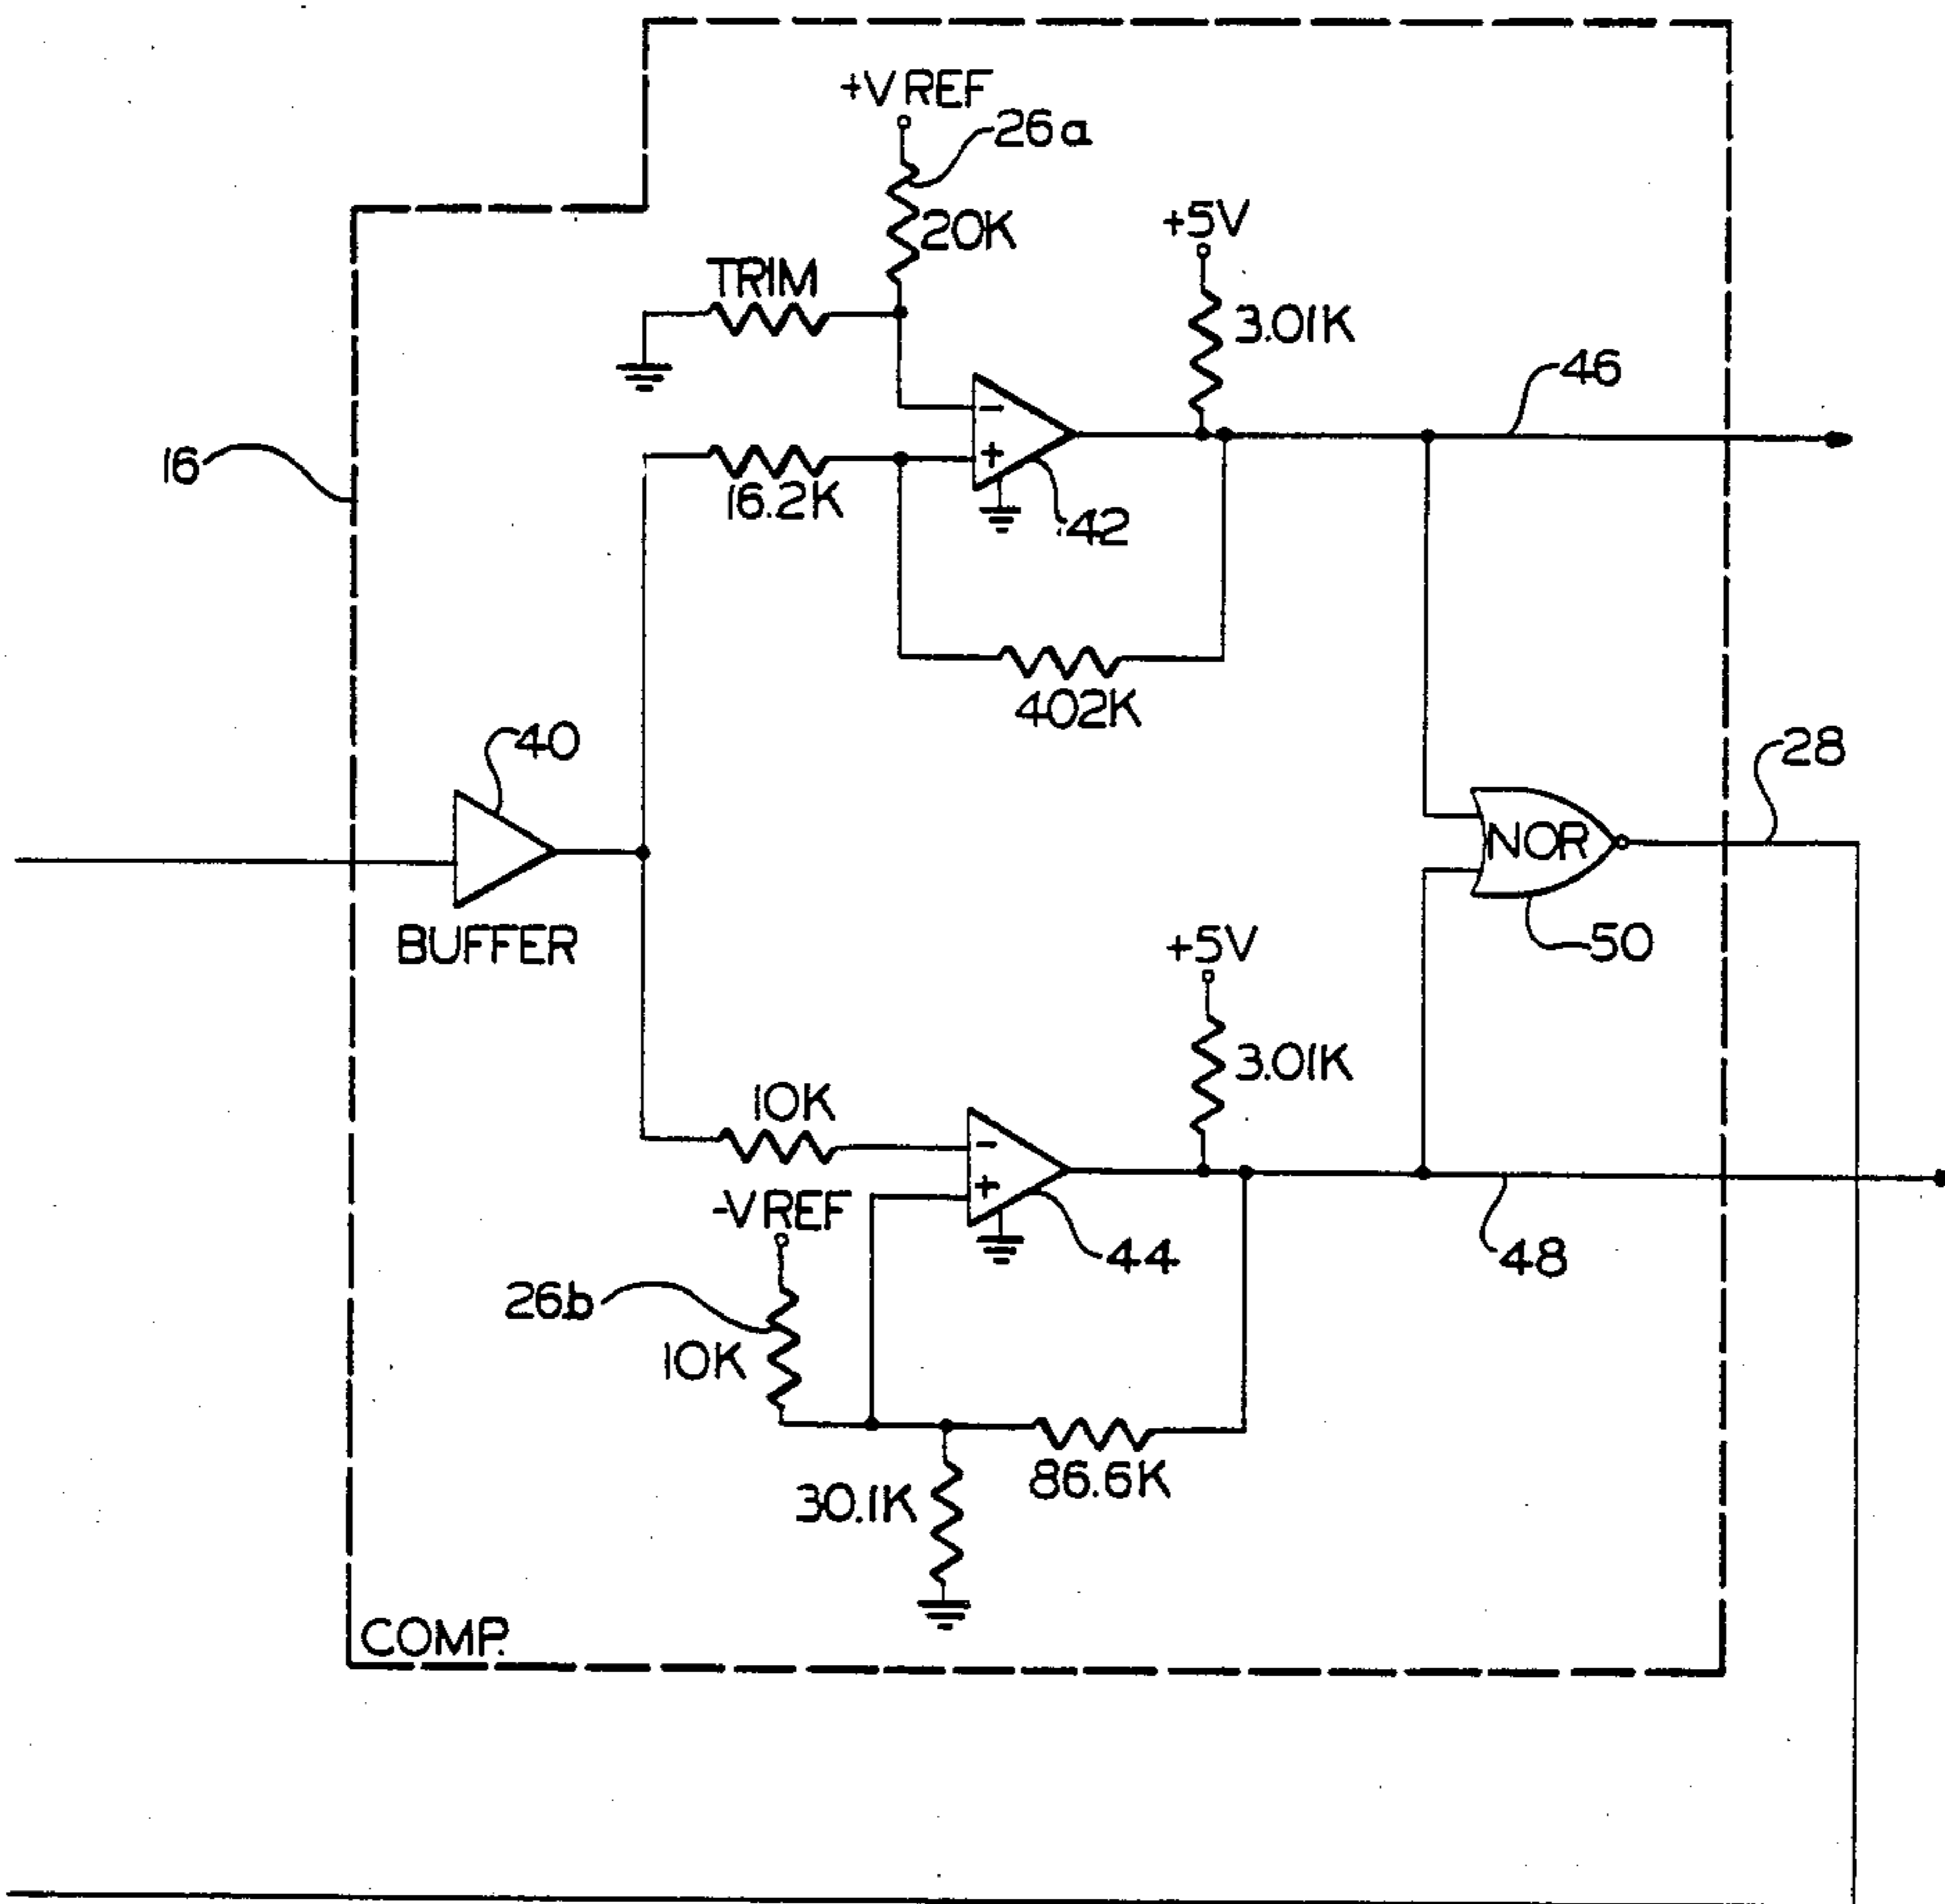 +VREF
26a
20K
+5V
TRIM
3.01K
46
16
-
+
16.2K
42
402K
40
28
NOR
BUFFER
50
+5V
3.01K
10K
-
+
-VREF
44
48
26b
10K
86.6K
30.1K
COMP.